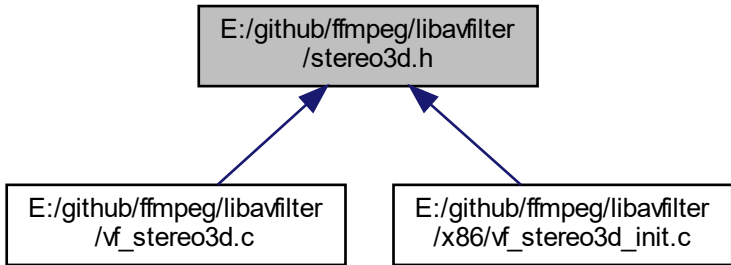 E:/github/ffmpeg/libavfilter
/stereo3d.h
E:/github/ffmpeg/libavfilter
/vf_stereo3d.c
E:/github/ffmpeg/libavfilter
/x86/vf_stereo3d_init.c